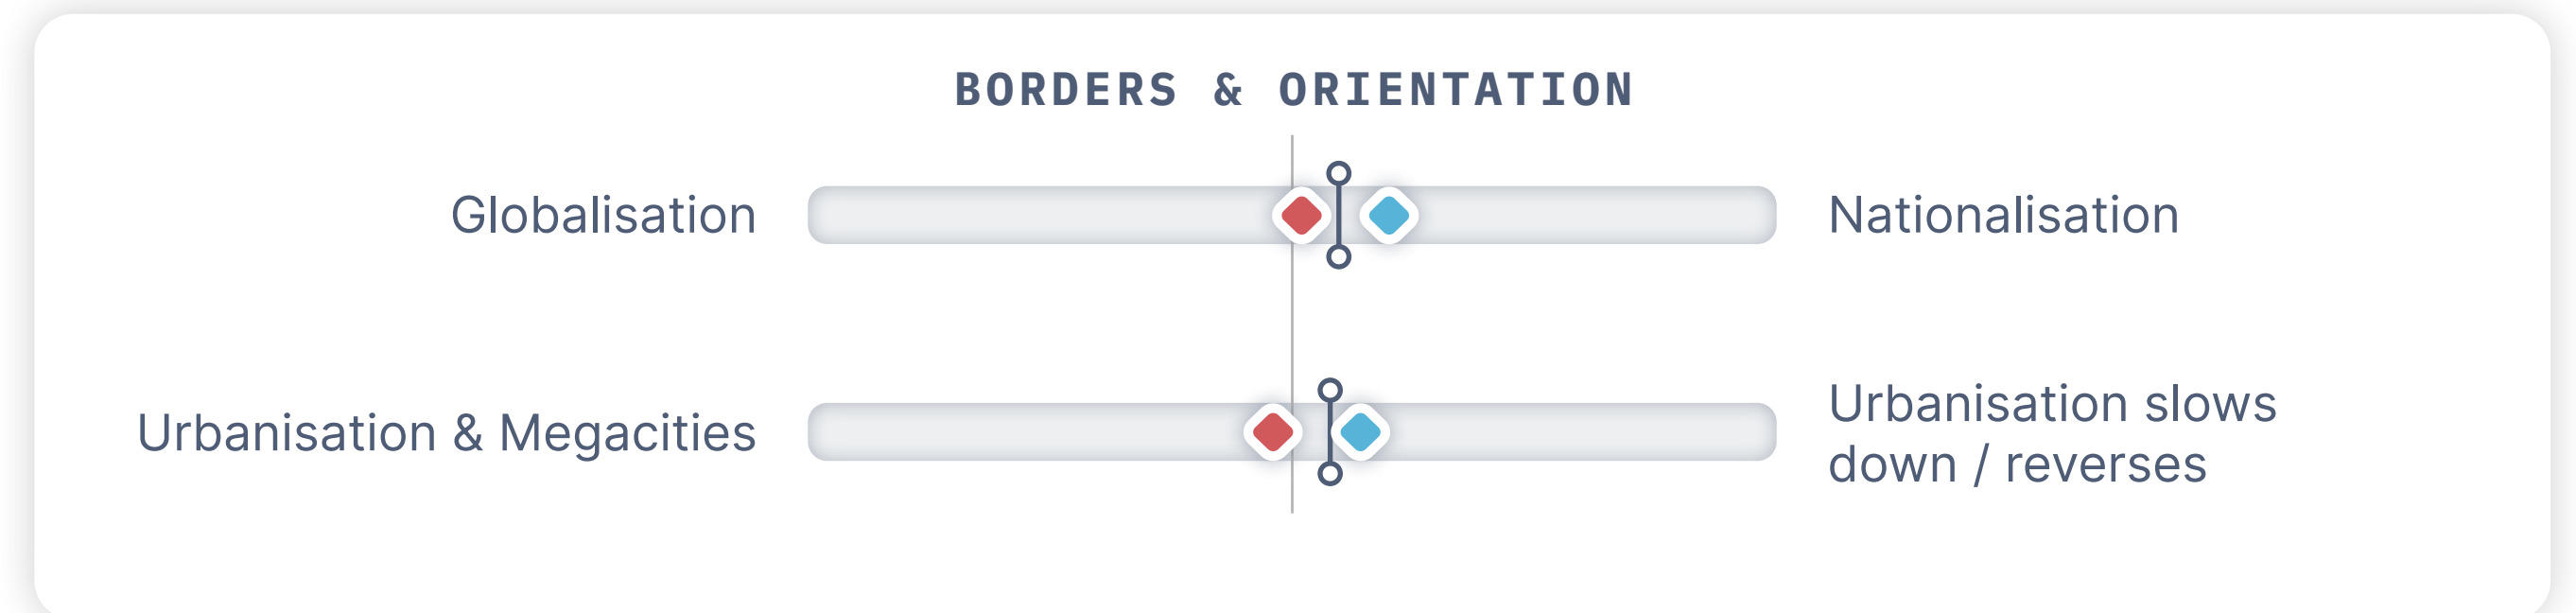 BORDERS & ORIENTATION
Globalisation
Nationalisation
Urbanisation & Megacities
Urbanisation slows
down / reverses